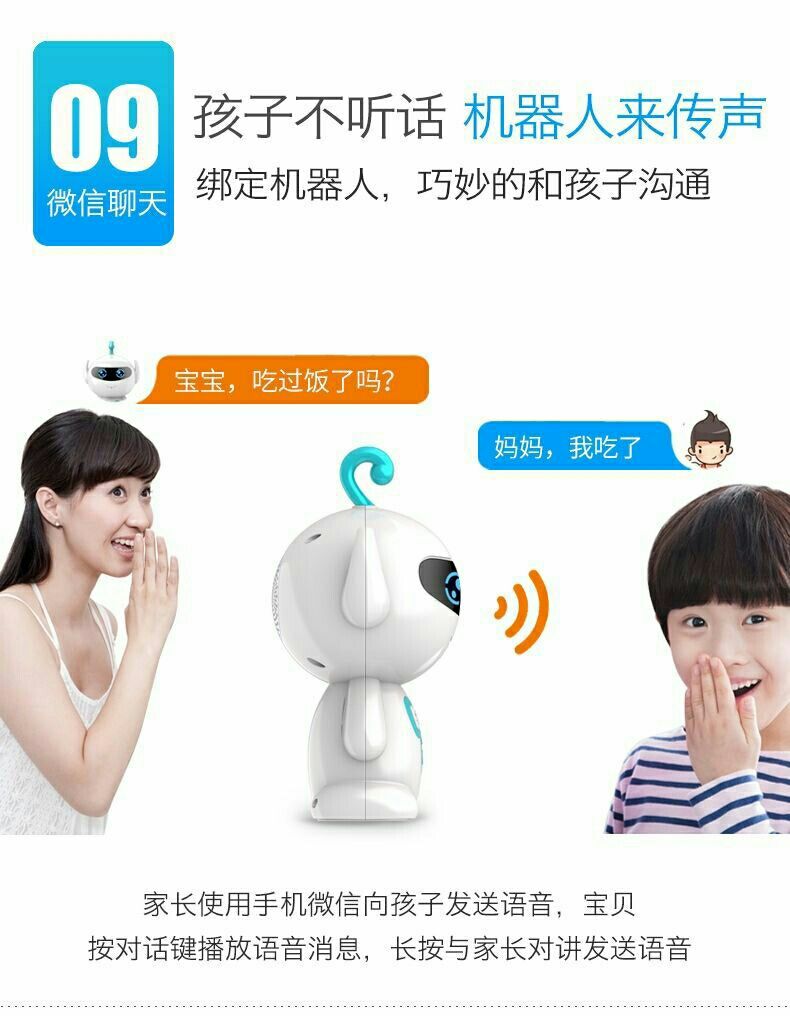 09
微信聊天
孩子不听话 机器人来传声
绑定机器人，巧妙的和孩子沟通
宝宝，吃过饭了吗？
妈妈，我吃了
家长使用手机微信向孩子发送语音，宝贝
按对话键播放语音消息，长按与家长对讲发送语音